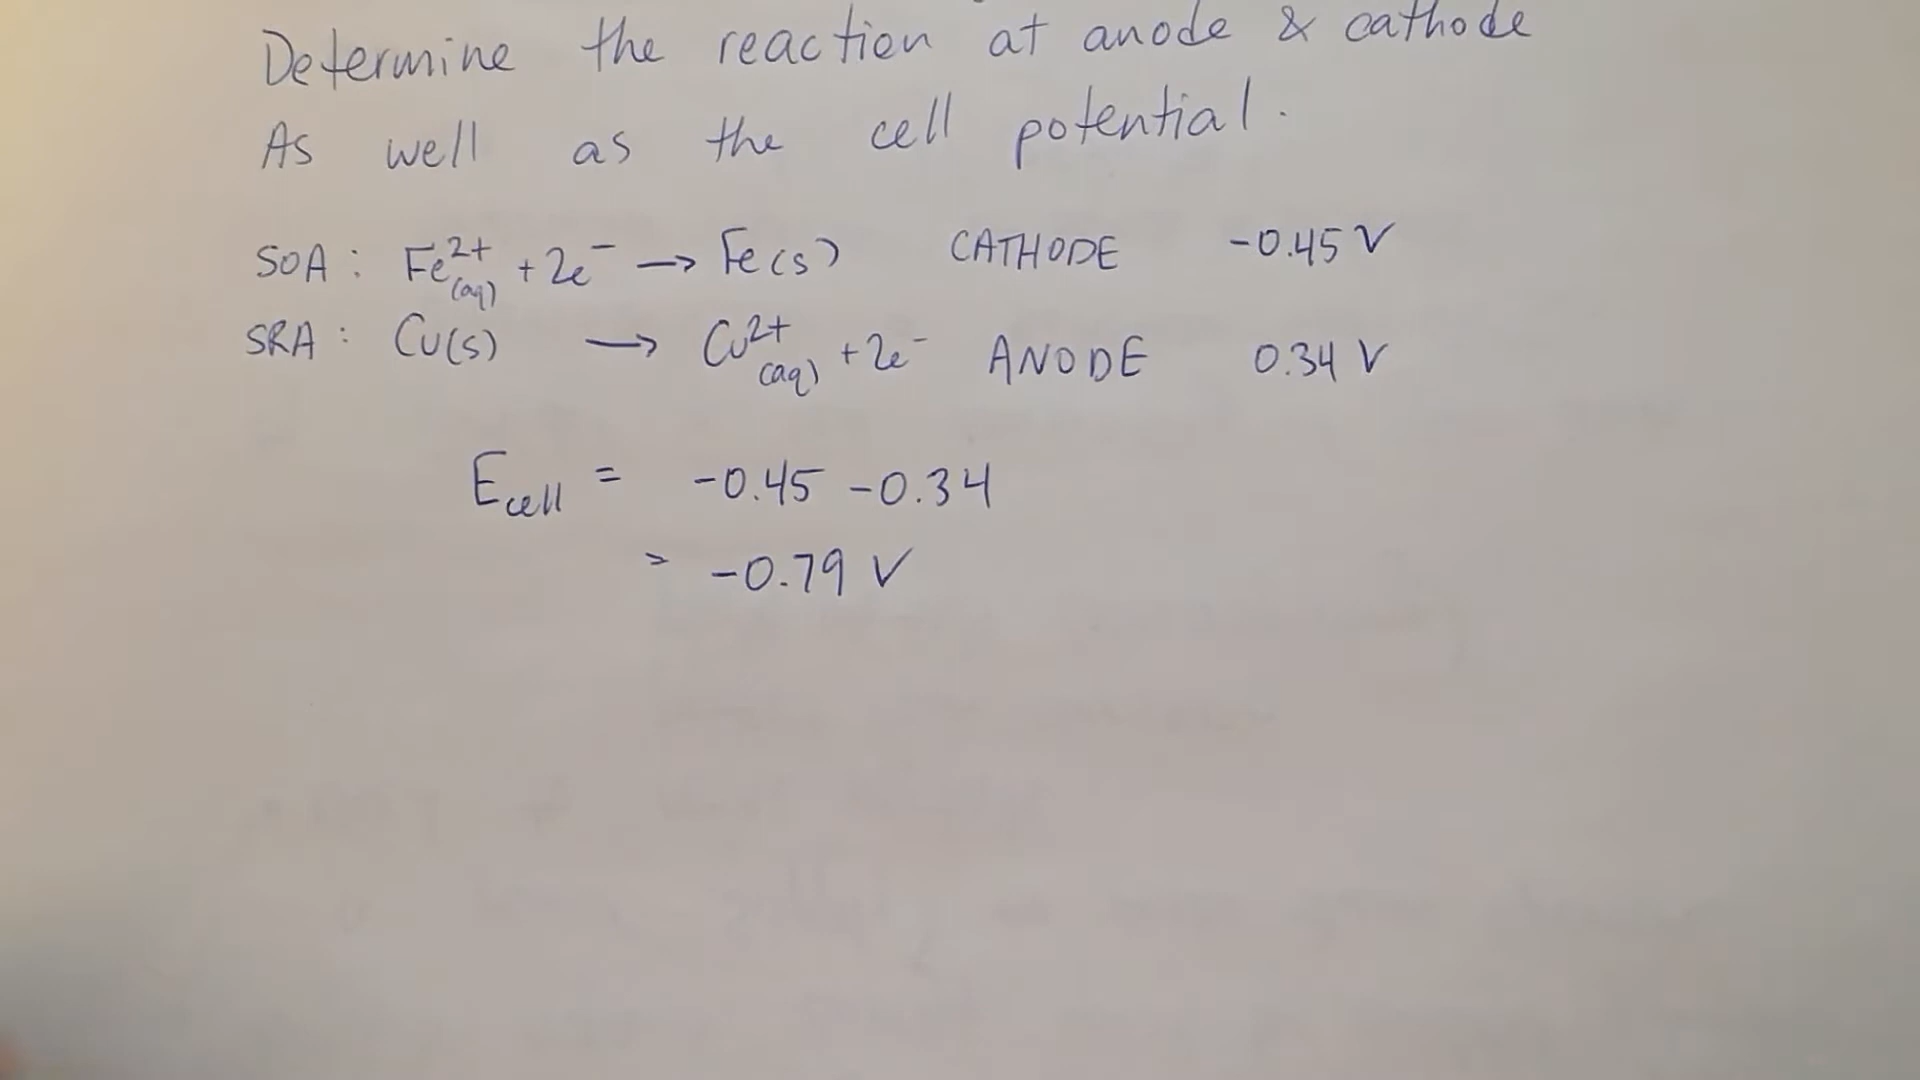 Determine the reaction at anode & cathode
As well as the cell potential.
SOA: Fe²⁺(aq) + 2e⁻ → Fe(s) CATHODE -0.45 V
SRA: Cu(s) → Cu²⁺(aq) + 2e⁻ ANODE 0.34 V
Ecell = -0.45 -0.34
= -0.79 V